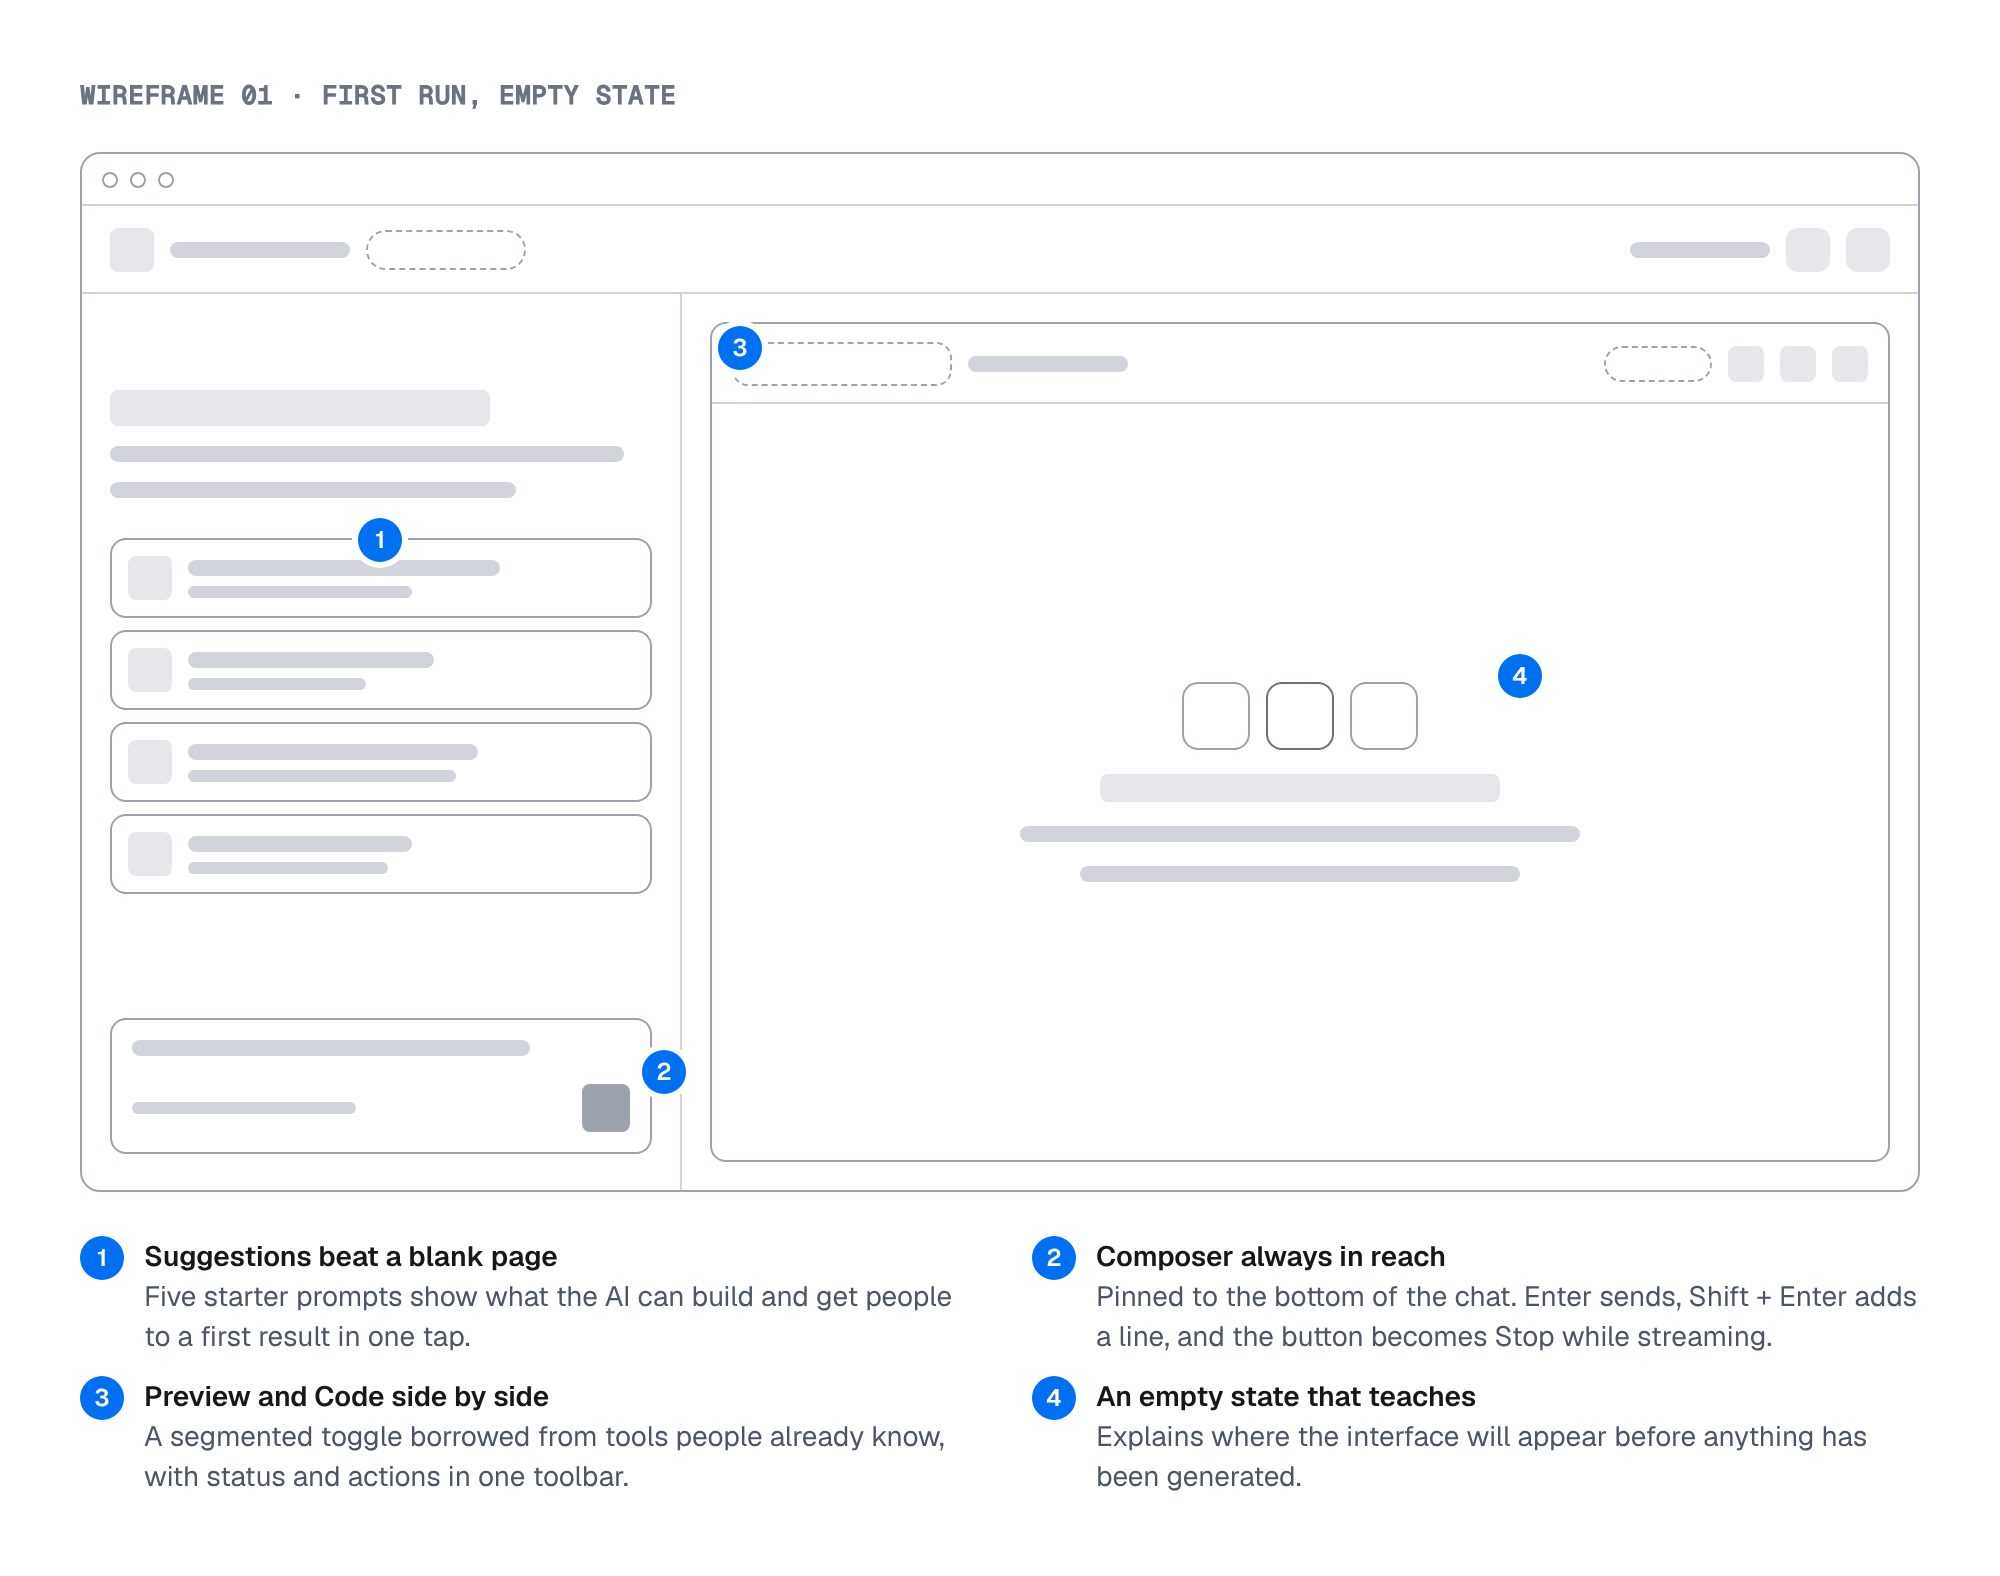 WIREFRAME 01 · FIRST RUN, EMPTY STATE
3
1
4
2
1 Suggestions beat a blank page
Five starter prompts show what the AI can build and get people
to a first result in one tap.
2 Composer always in reach
Pinned to the bottom of the chat. Enter sends, Shift + Enter adds
a line, and the button becomes Stop while streaming.
3 Preview and Code side by side
A segmented toggle borrowed from tools people already know,
with status and actions in one toolbar.
4 An empty state that teaches
Explains where the interface will appear before anything has
been generated.